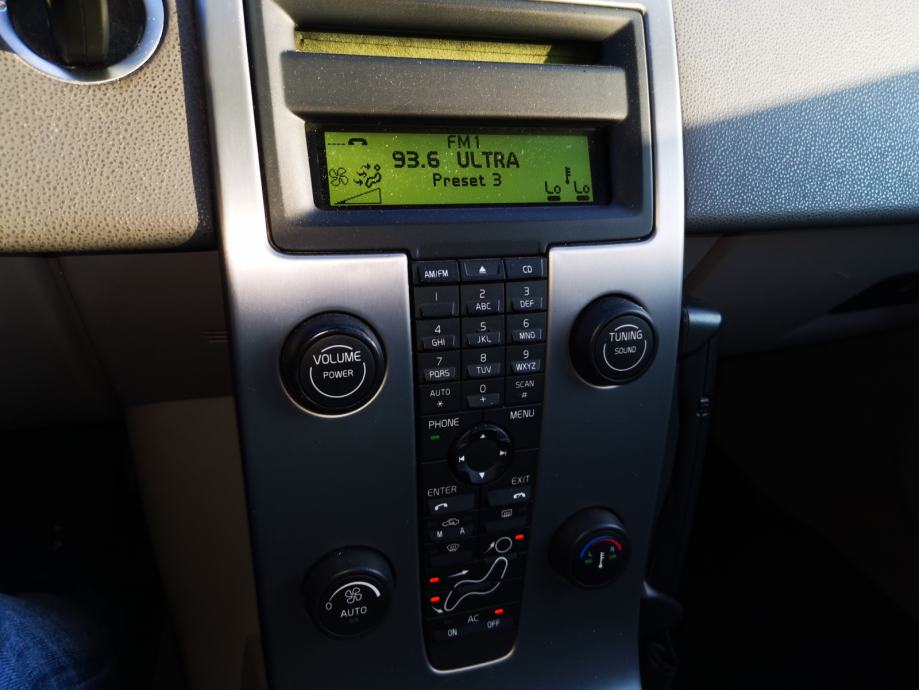 FM1
93.6 ULTRA
Preset 3
Lo Lo
AM/FM CD
1 2 3
ABC DEF
4 5 6
GHI JKL MNO
7 8 9
PQRS TUV WXYZ
AUTO 0 SCAN
* + #
VOLUME
POWER
TUNING
SOUND
PHONE MENU
ENTER EXIT
M A
L R
0
AUTO
AC
ON OFF